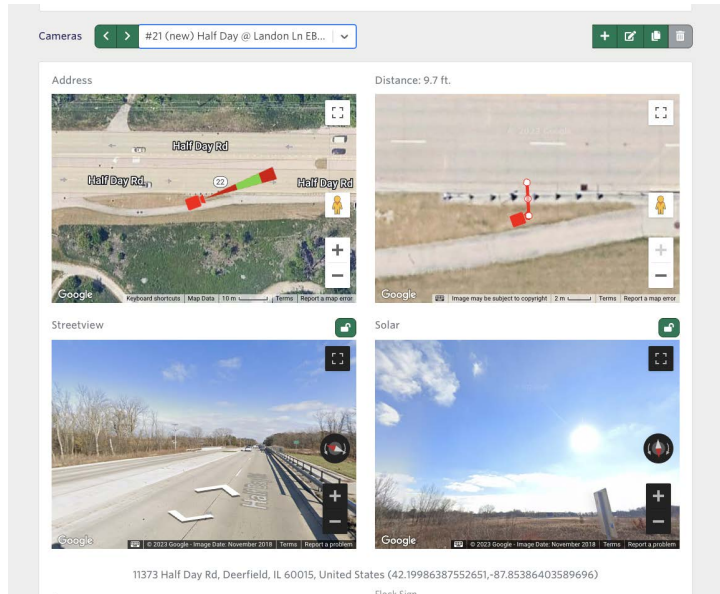 Cameras
#21 (new) Half Day @ Landon Ln EB...
Address
Distance: 9.7 ft.
Half Day Rd
Half Day Rd
22
Half Day Rd
Google
Keyboard shortcuts
Map Data
10 m
Terms
Report a map error
Google
Image may be subject to copyright
2 m
Terms
Report a map error
Streetview
Solar
Google
© 2023 Google - Image Date: November 2018
Terms
Report a problem
Google
© 2023 Google - Image Date: November 2018
Terms
Report a problem
11373 Half Day Rd, Deerfield, IL 60015, United States (42.19986387552651,-87.85386403589696)
Flock Sign